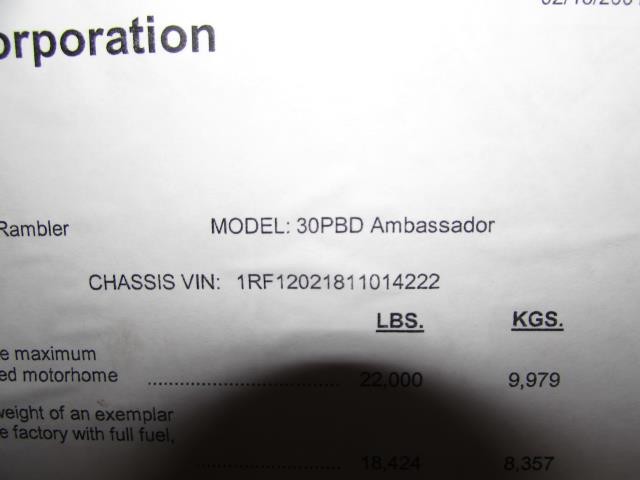 orporation
Rambler MODEL: 30PBD Ambassador
CHASSIS VIN: 1RF12021811014222
LBS. KGS.
e maximum
ed motorhome ........................................ 22,000 9,979
weight of an exemplar
e factory with full fuel,
........................................ 18,424 8,357